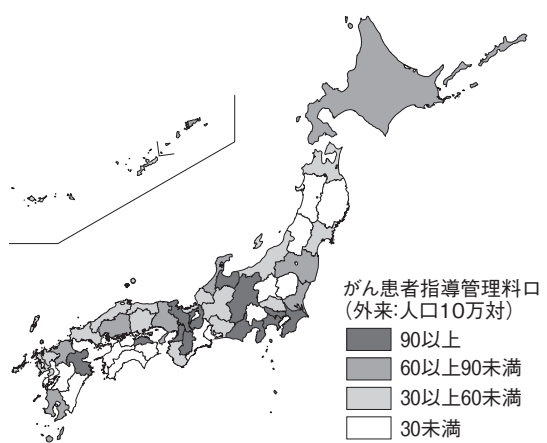 がん患者指導管理料ロ
(外来:人口10万対)
90以上
60以上90未満
30以上60未満
30未満